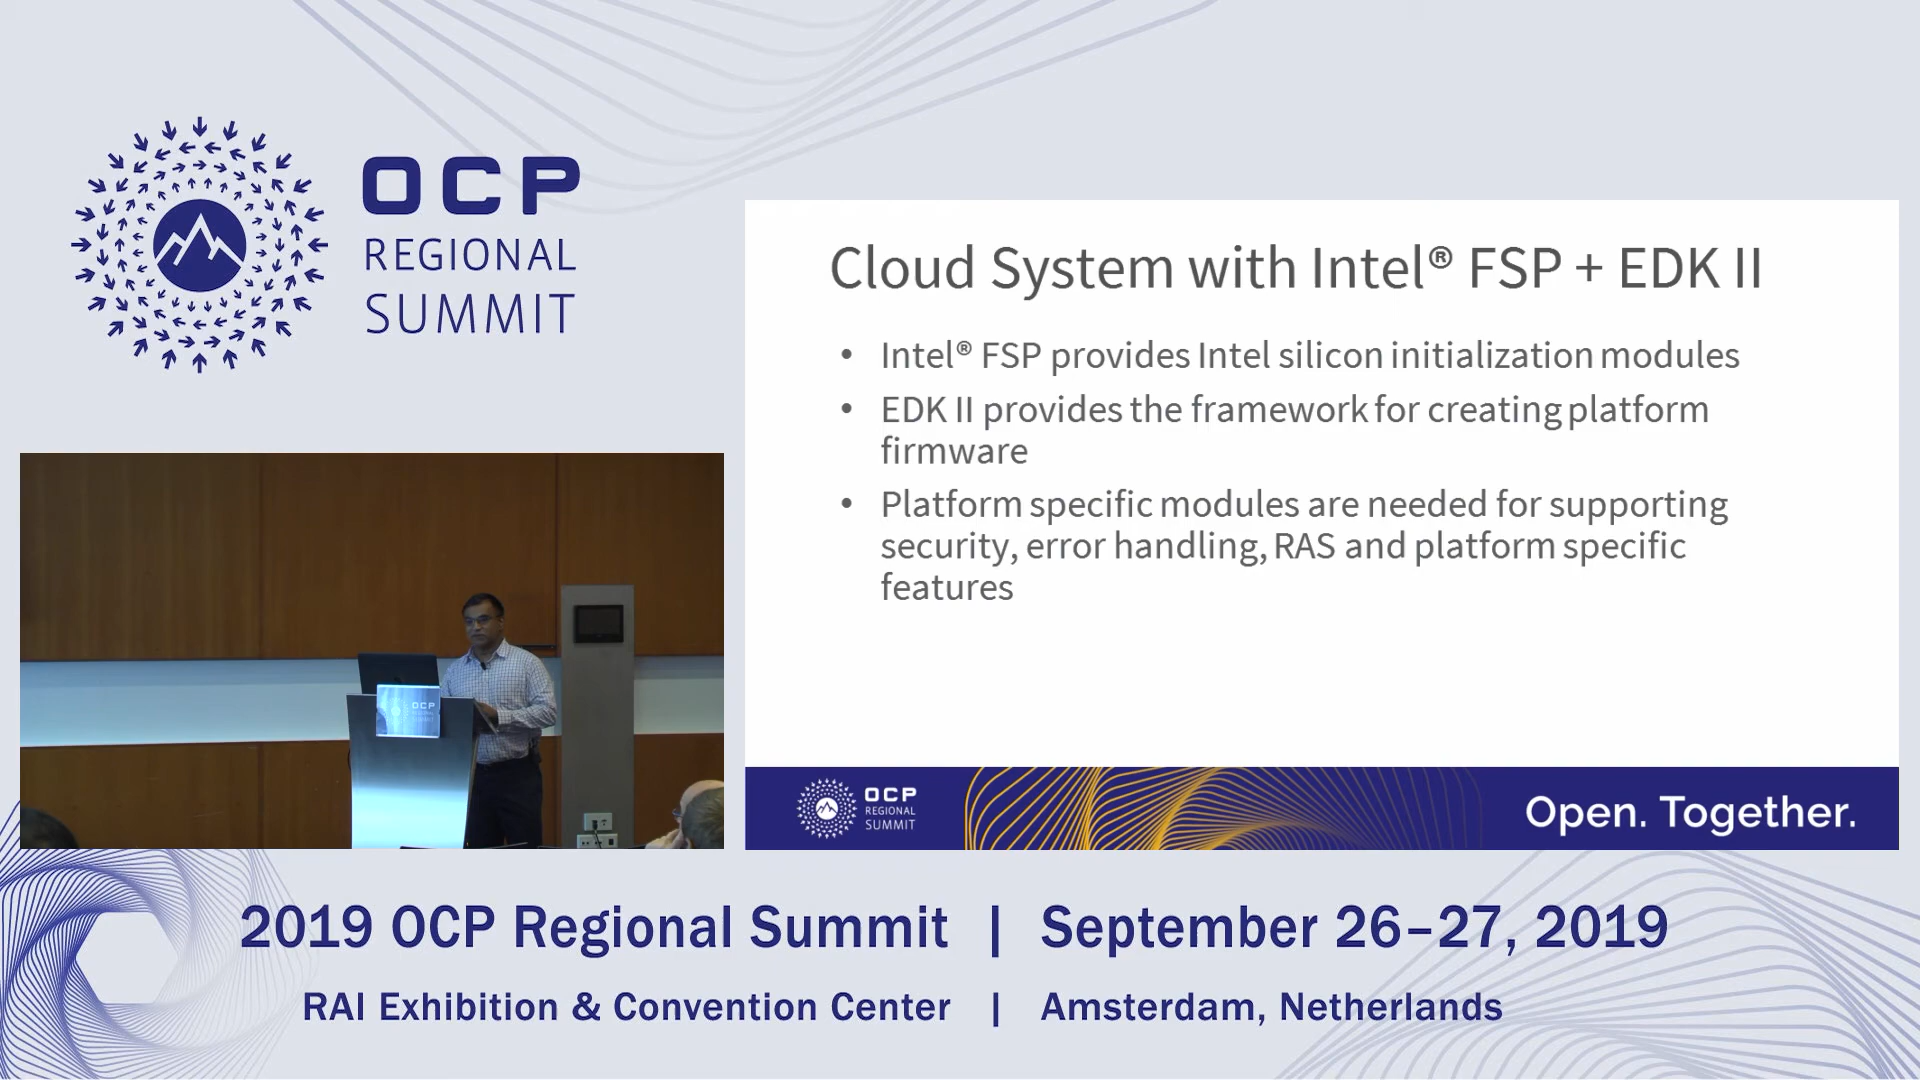 OCP
REGIONAL
SUMMIT
Cloud System with Intel® FSP + EDK II
• Intel® FSP provides Intel silicon initialization modules
• EDK II provides the framework for creating platform
firmware
• Platform specific modules are needed for supporting
security, error handling, RAS and platform specific
features
OCP
REGIONAL
SUMMIT
Open. Together.
OCP
REGIONAL
SUMMIT
2019 OCP Regional Summit | September 26–27, 2019
RAI Exhibition & Convention Center | Amsterdam, Netherlands